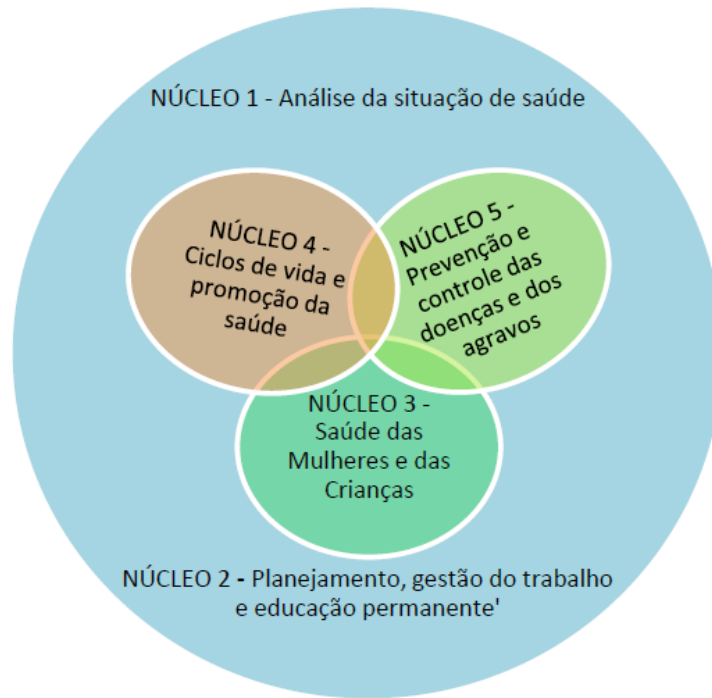 NÚCLEO 1 - Análise da situação de saúde
NÚCLEO 4 -
Ciclos de vida e
promoção da
saúde
NÚCLEO 5 -
Prevenção e
controle das
doenças e dos
agravos
NÚCLEO 3 -
Saúde das
Mulheres e das
Crianças
NÚCLEO 2 - Planejamento, gestão do trabalho
e educação permanente'